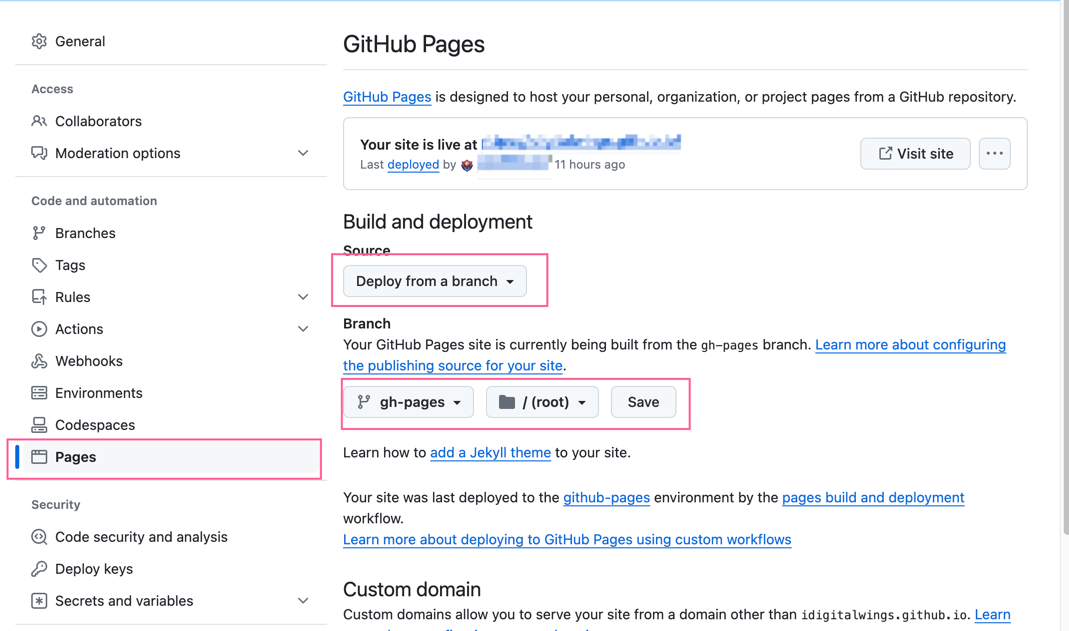 General
Access
Collaborators
Moderation options
Code and automation
Branches
Tags
Rules
Actions
Webhooks
Environments
Codespaces
Pages
Security
Code security and analysis
Deploy keys
Secrets and variables
GitHub Pages
GitHub Pages is designed to host your personal, organization, or project pages from a GitHub repository.
Your site is live at
Last deployed by 11 hours ago
Visit site
Build and deployment
Source
Deploy from a branch
Branch
Your GitHub Pages site is currently being built from the gh-pages branch. Learn more about configuring
the publishing source for your site.
gh-pages / (root) Save
Learn how to add a Jekyll theme to your site.
Your site was last deployed to the github-pages environment by the pages build and deployment
workflow.
Learn more about deploying to GitHub Pages using custom workflows
Custom domain
Custom domains allow you to serve your site from a domain other than idigitalwings.github.io. Learn